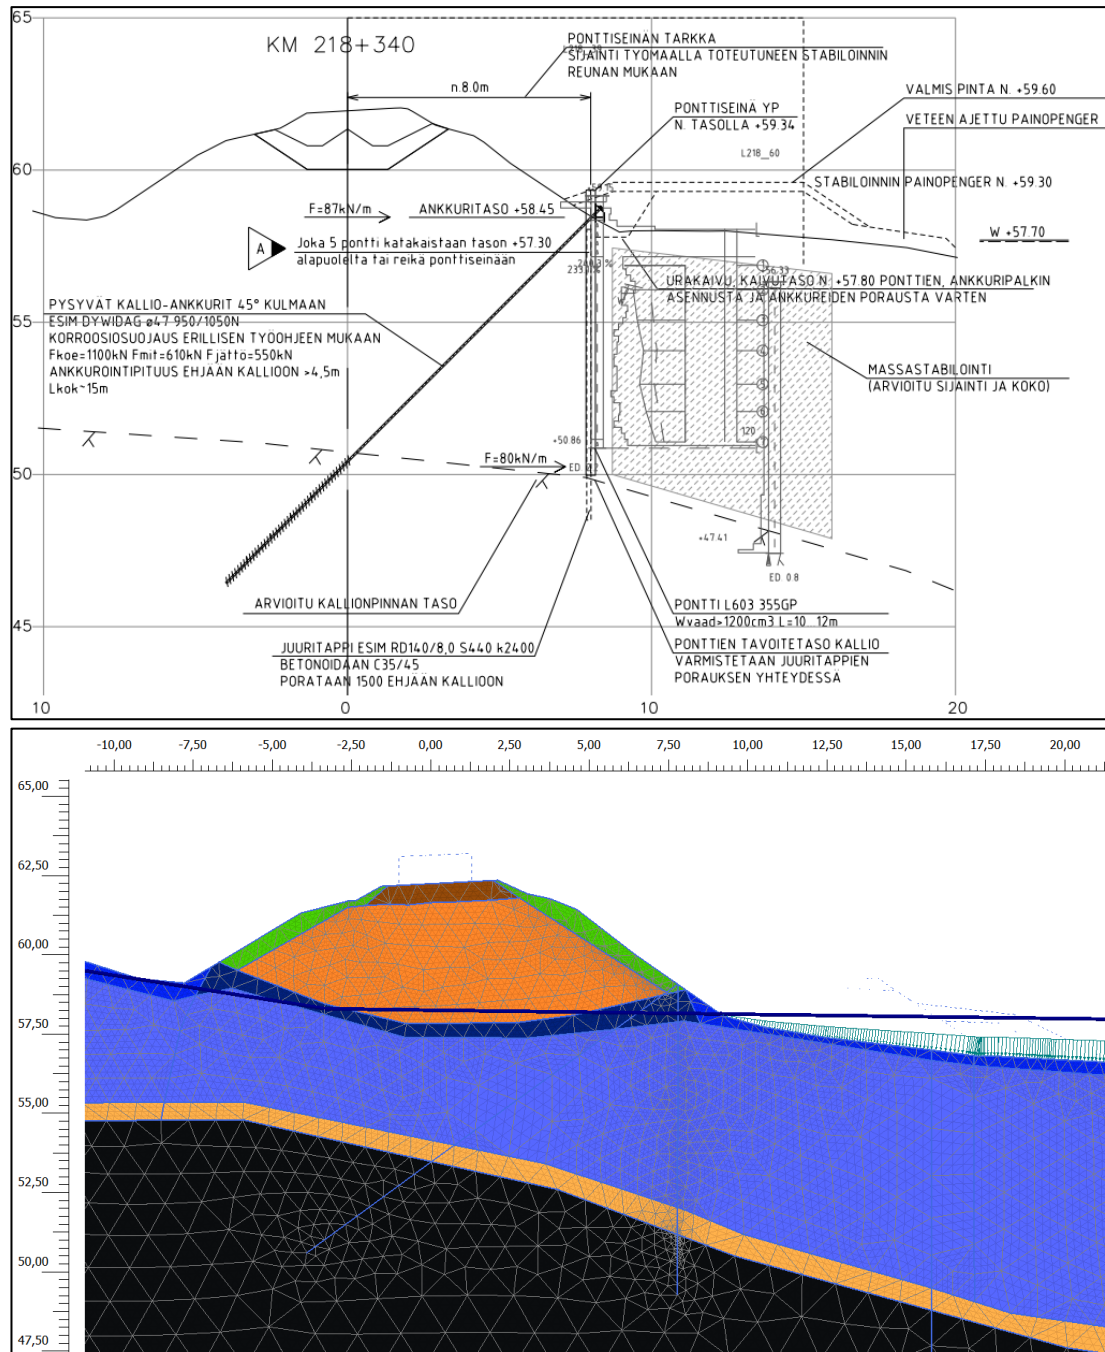 65
KM 218+340
PONTTISEINÄN TARKKA
SIJAINTI TYÖMAALLA TOTEUTUNEEN STABILOINNIN
REUNAN MUKAAN
n.8.0m
PONTTISEINÄ YP
N. TASOLLA +59.34
VALMIS PINTA N. +59.60
VETEEN AJETTU PAINOPENGER
L218_60
60
STABILOINNIN PAINOPENGER N. +59.30
F=87kN/m
ANKKURITASO +58.45
W +57.70
A
Joka 5 pontti katakaistaan tason +57.30
alapuolelta tai reikä ponttiseinään
56.33
URAKAIVU, KAIVUTASO N. +57.80 PONTTIEN, ANKKURIPALKIN
ASENNUSTA JA ANKKUREIDEN PORAUSTA VARTEN
PYSYVÄT KALLIO-ANKKURIT 45° KULMAAN
ESIM DYWIDAG ø47 950/1050N
KORROOSIOSUOJAUS ERILLISEN TYÖOHJEEN MUKAAN
Fkoe=1100kN Fmit=610kN Fjättö=550kN
ANKKUROINTIPITUUS EHJÄÄN KALLIOON >4,5m
Lkok~15m
55
MASSASTABILOINTI
(ARVIOITU SIJAINTI JA KOKO)
120
+50.86
F=80kN/m
50
+47.41
ED. 0.8
ARVIOITU KALLIONPINNAN TASO
PONTTI L603 355GP
Wvaad>1200cm3 L=10...12m
45
JUURITAPPI ESIM RD140/8,0 S440 k2400
BETONOIDAAN C35/45
PORATAAN 1500 EHJÄÄN KALLIOON
PONTTIEN TAVOITETASO KALLIO
VARMISTETAAN JUURITAPPIEN
PORAUKSEN YHTEYDESSÄ
10 0 10 20
-10,00 -7,50 -5,00 -2,50 0,00 2,50 5,00 7,50 10,00 12,50 15,00 17,50 20,00
65,00
62,50
60,00
57,50
55,00
52,50
50,00
47,50